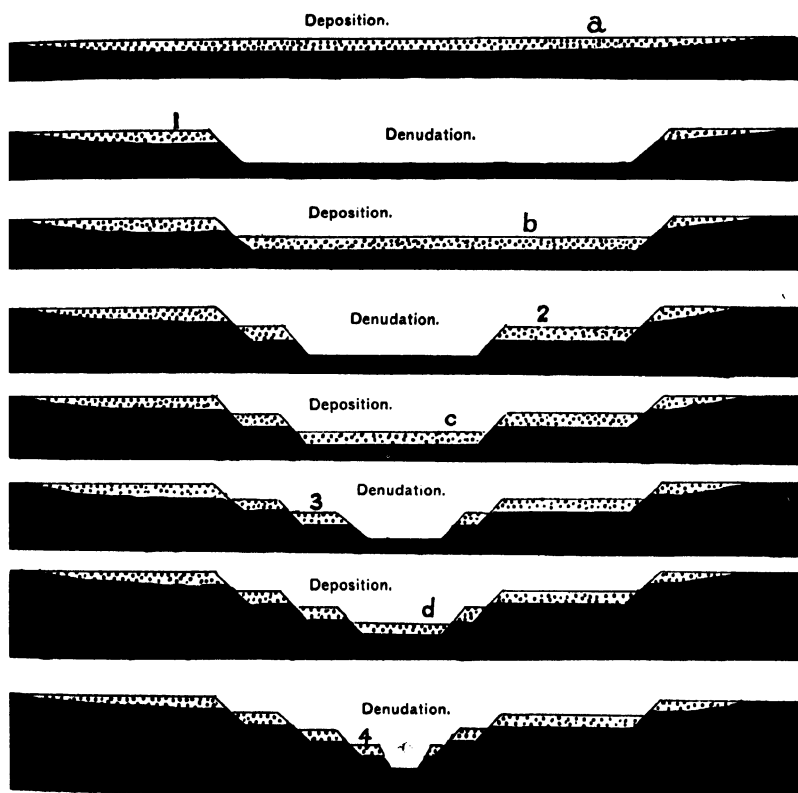 Deposition. a
1 Denudation.
Deposition. b
Denudation. 2
Deposition. c
3 Denudation.
Deposition. d
Denudation.
4